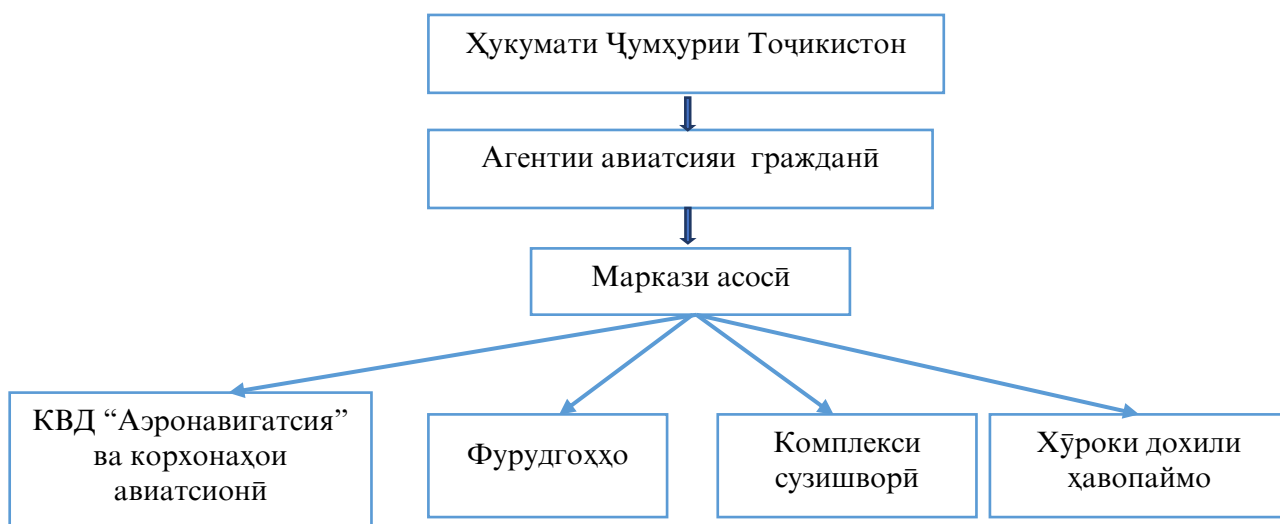 Ҳукумати Ҷумҳурии Тоҷикистон
Агентии авиатсияи гражданӣ
Маркази асосӣ
КВД “Аэронавигатсия”
ва корхонаҳои
авиатсионӣ
Фурудгоҳҳо
Комплекси
сузишворӣ
Хӯроки дохили
ҳавопаймо